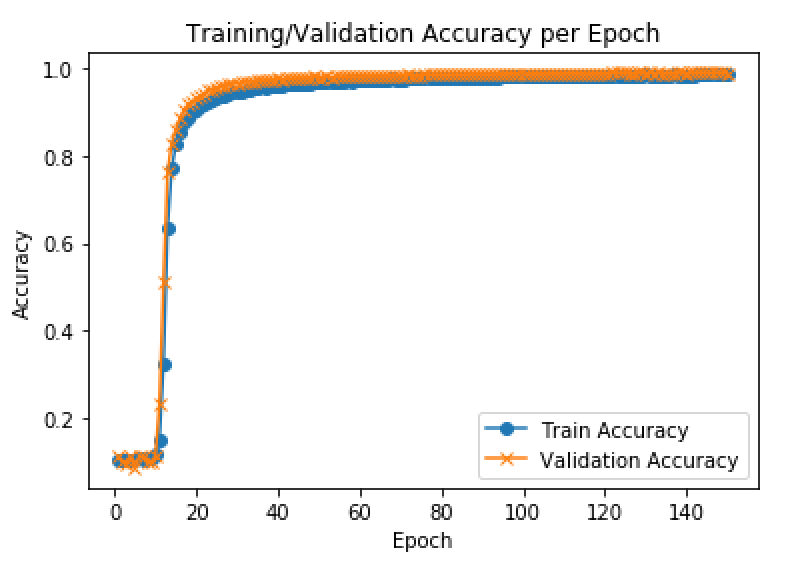 Training/Validation Accuracy per Epoch
1.0
0.8
0.6
0.4
0.2
Accuracy
Train Accuracy
Validation Accuracy
0 20 40 60 80 100 120 140
Epoch